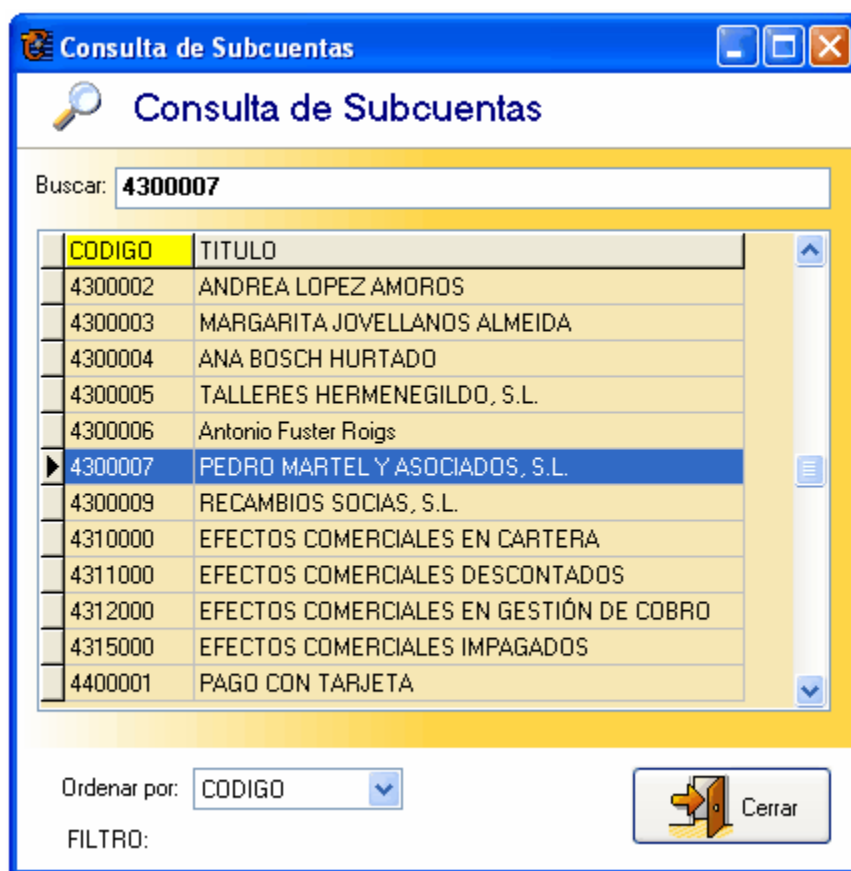 Consulta de Subcuentas
Consulta de Subcuentas
Buscar: 4300007
CODIGO TITULO
4300002 ANDREA LOPEZ AMOROS
4300003 MARGARITA JOVELLANOS ALMEIDA
4300004 ANA BOSCH HURTADO
4300005 TALLERES HERMENEGILDO, S.L.
4300006 Antonio Fuster Roigs
4300007 PEDRO MARTEL Y ASOCIADOS, S.L.
4300009 RECAMBIOS SOCIAS, S.L.
4310000 EFECTOS COMERCIALES EN CARTERA
4311000 EFECTOS COMERCIALES DESCONTADOS
4312000 EFECTOS COMERCIALES EN GESTIÓN DE COBRO
4315000 EFECTOS COMERCIALES IMPAGADOS
4400001 PAGO CON TARJETA
Ordenar por: CODIGO
Cerrar
FILTRO: